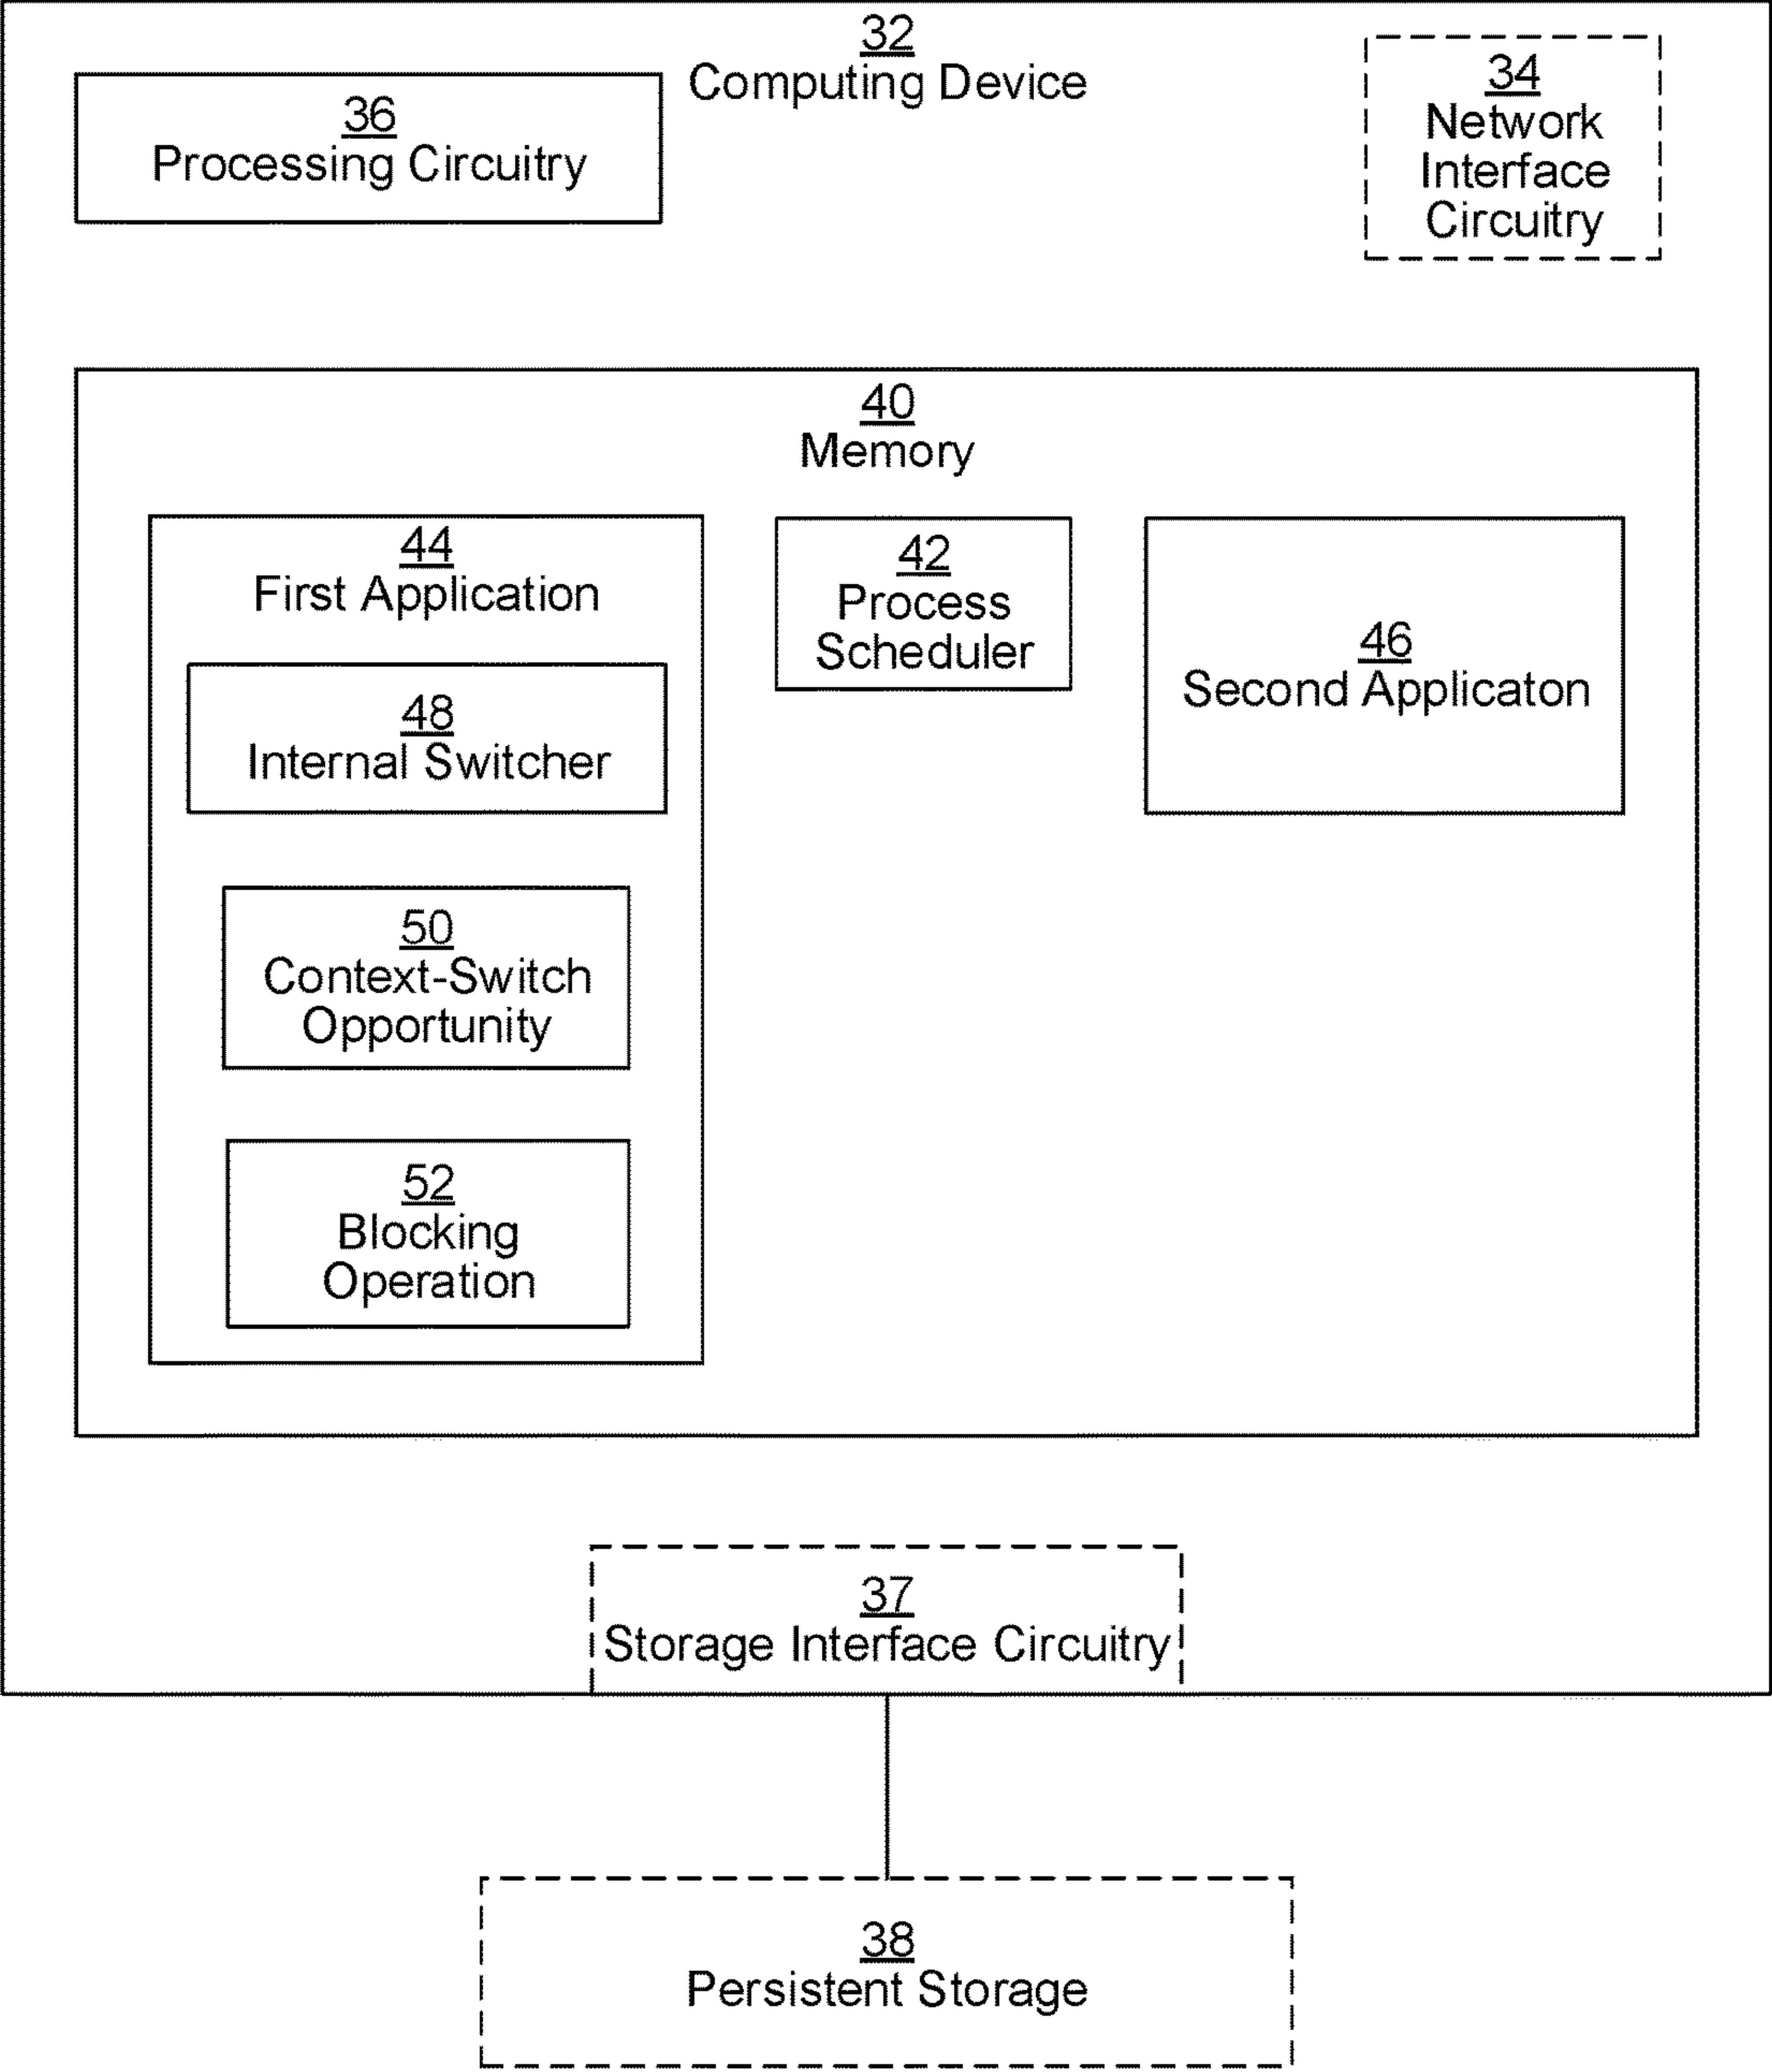 32
Computing Device
36
Processing Circuitry
34
Network
Interface
Circuitry
40
Memory
44
First Application
48
Internal Switcher
50
Context-Switch
Opportunity
52
Blocking
Operation
42
Process
Scheduler
46
Second Applicaton
37
Storage Interface Circuitry
38
Persistent Storage